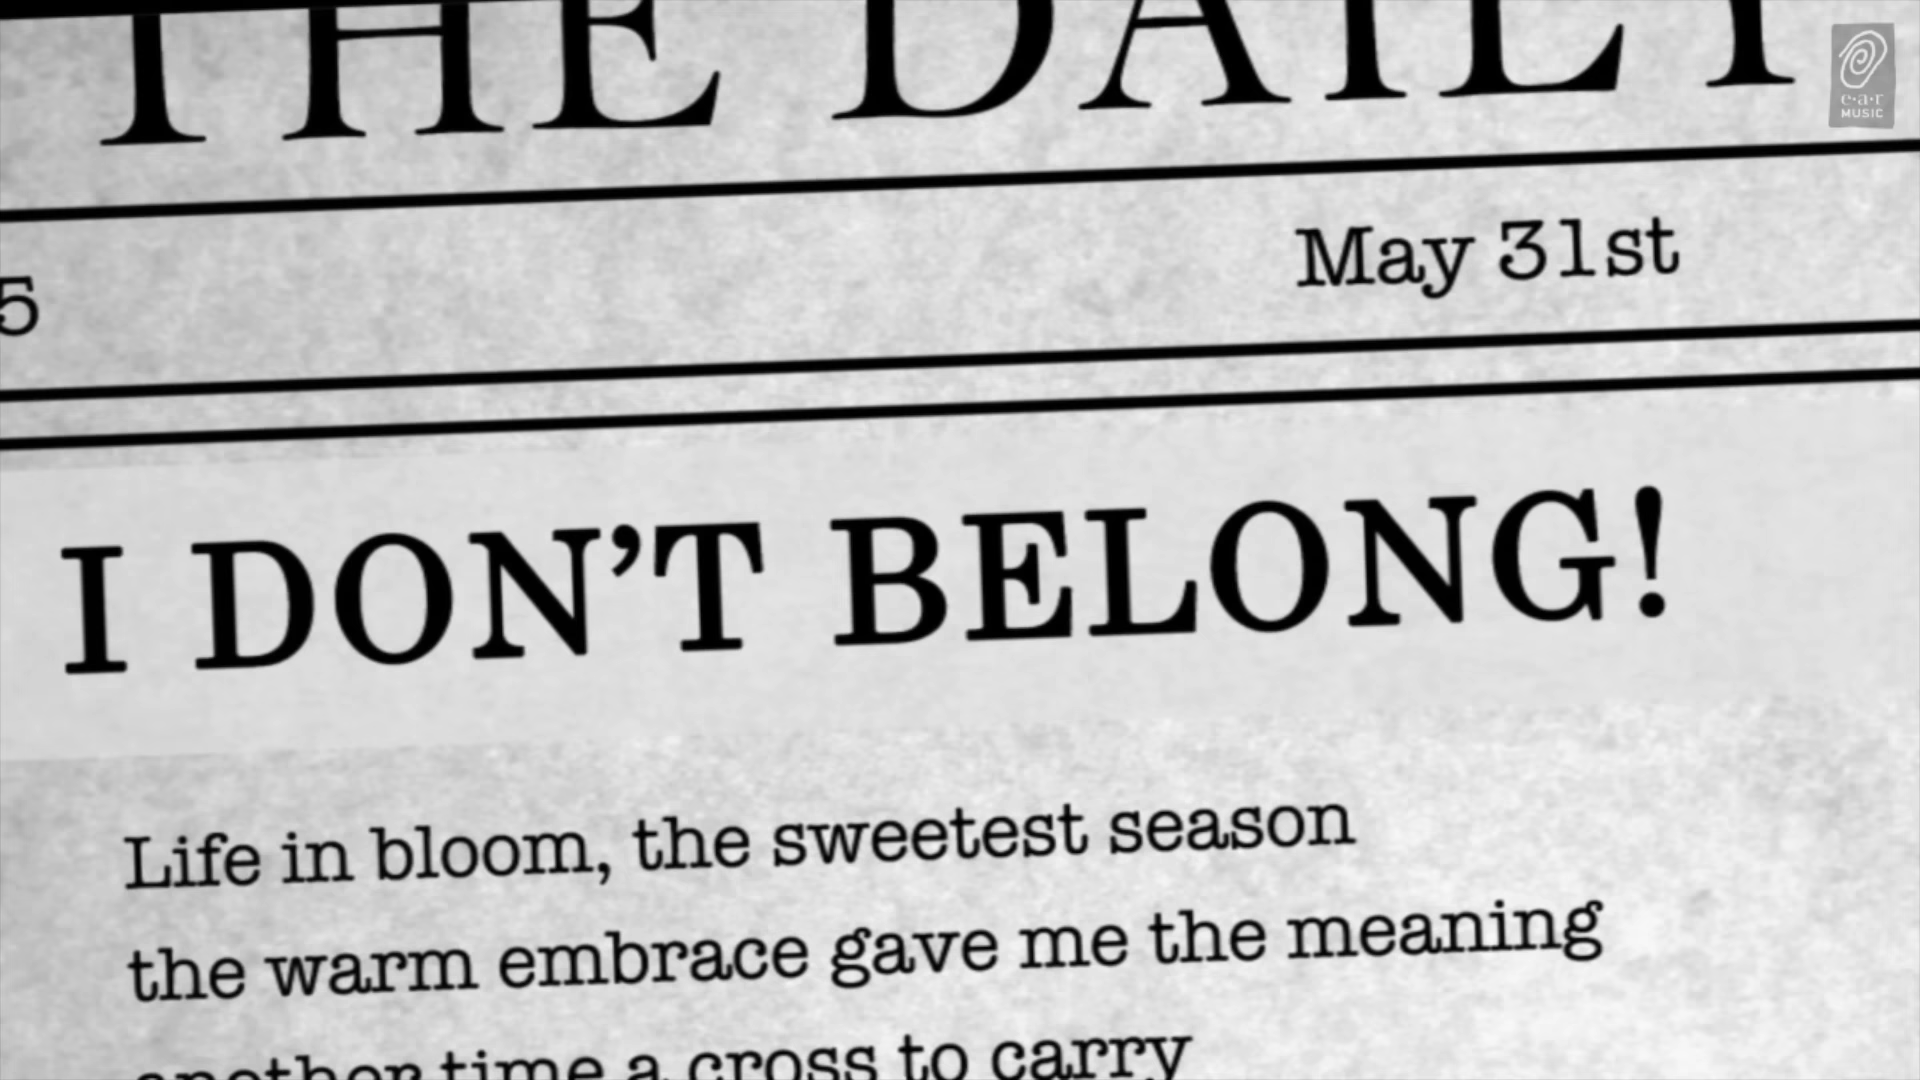 THE DAILY
e·a·r
MUSIC
May 31st
5
I DON'T BELONG!
Life in bloom, the sweetest season
the warm embrace gave me the meaning
another time a cross to carry